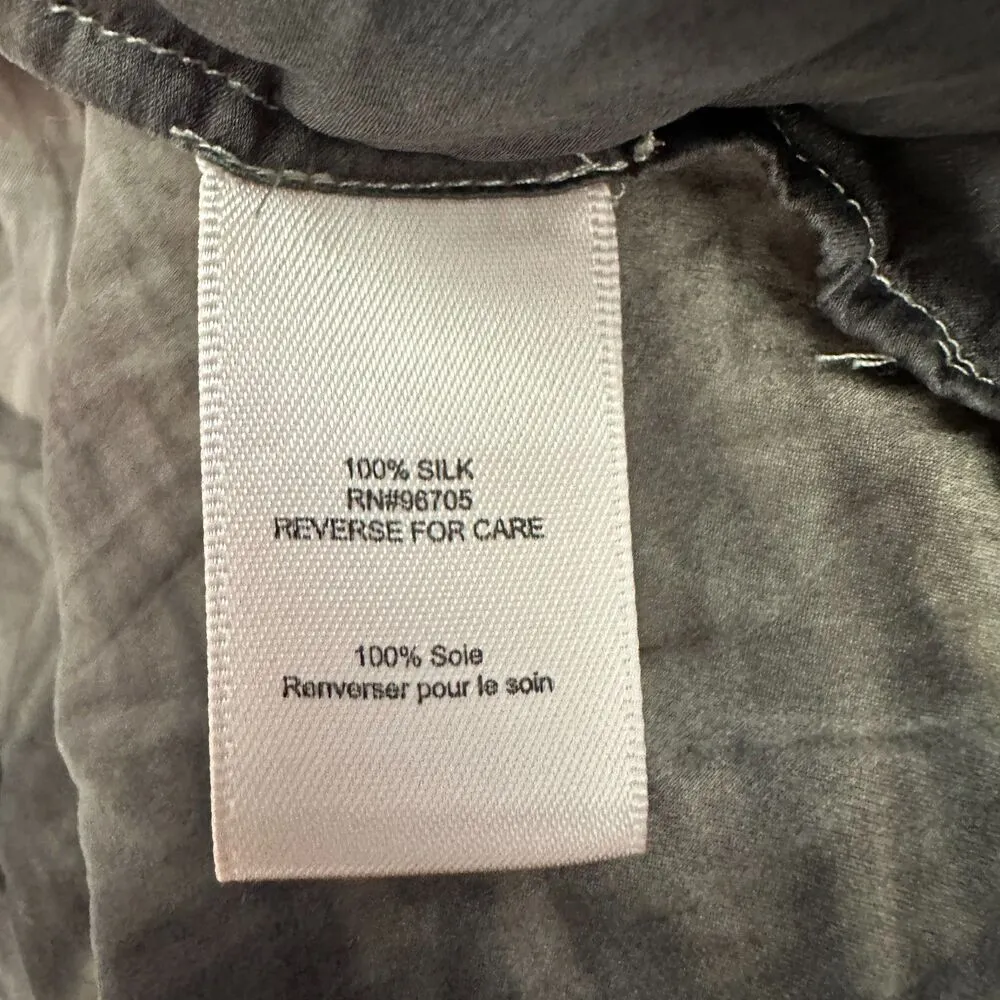 100% SILK
RN#96705
REVERSE FOR CARE
100% Soie
Renverser pour le soin